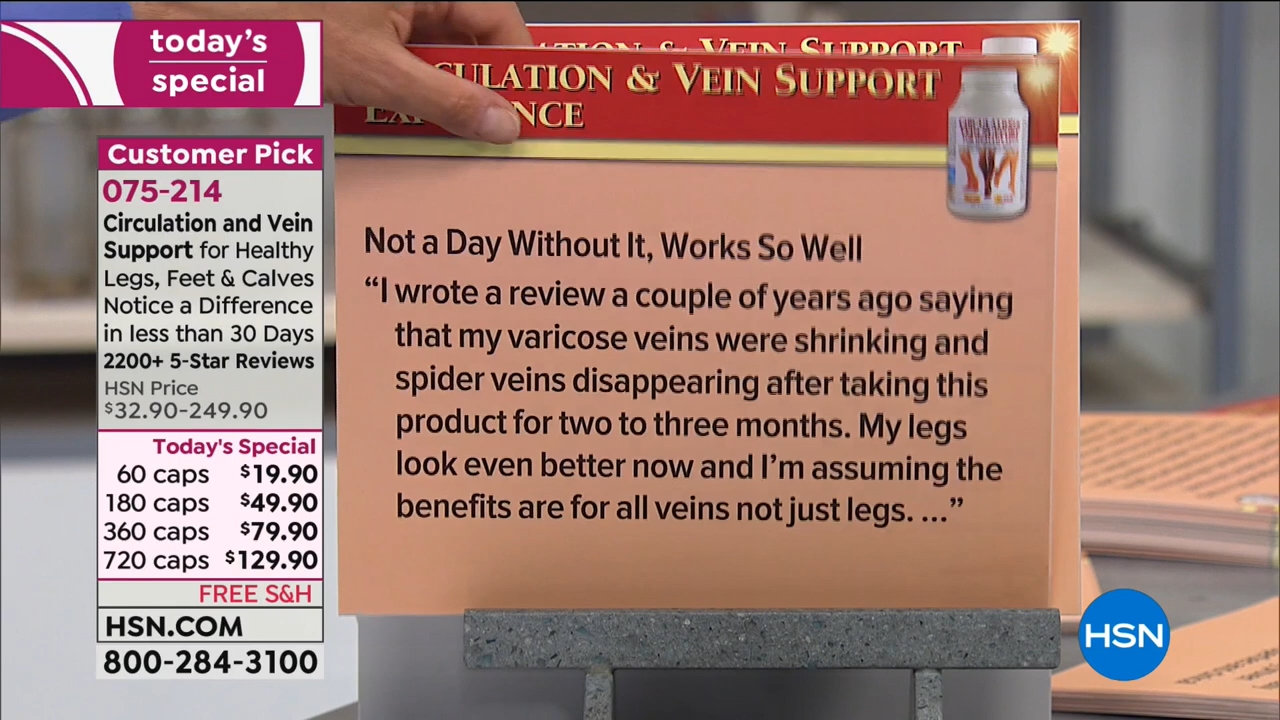 today's
special
Customer Pick
075-214
Circulation and Vein
Support for Healthy
Legs, Feet & Calves
Notice a Difference
in less than 30 Days
2200+ 5-Star Reviews
HSN Price
$32.90-249.90
Today's Special
60 caps $19.90
180 caps $49.90
360 caps $79.90
720 caps $129.90
FREE S&H
HSN.COM
800-284-3100
& VEIN SUPPORT
& VEIN SUPPORT
Not a Day Without It, Works So Well
“I wrote a review a couple of years ago saying
that my varicose veins were shrinking and
spider veins disappearing after taking this
product for two to three months. My legs
look even better now and I'm assuming the
benefits are for all veins not just legs. ...”
HSN